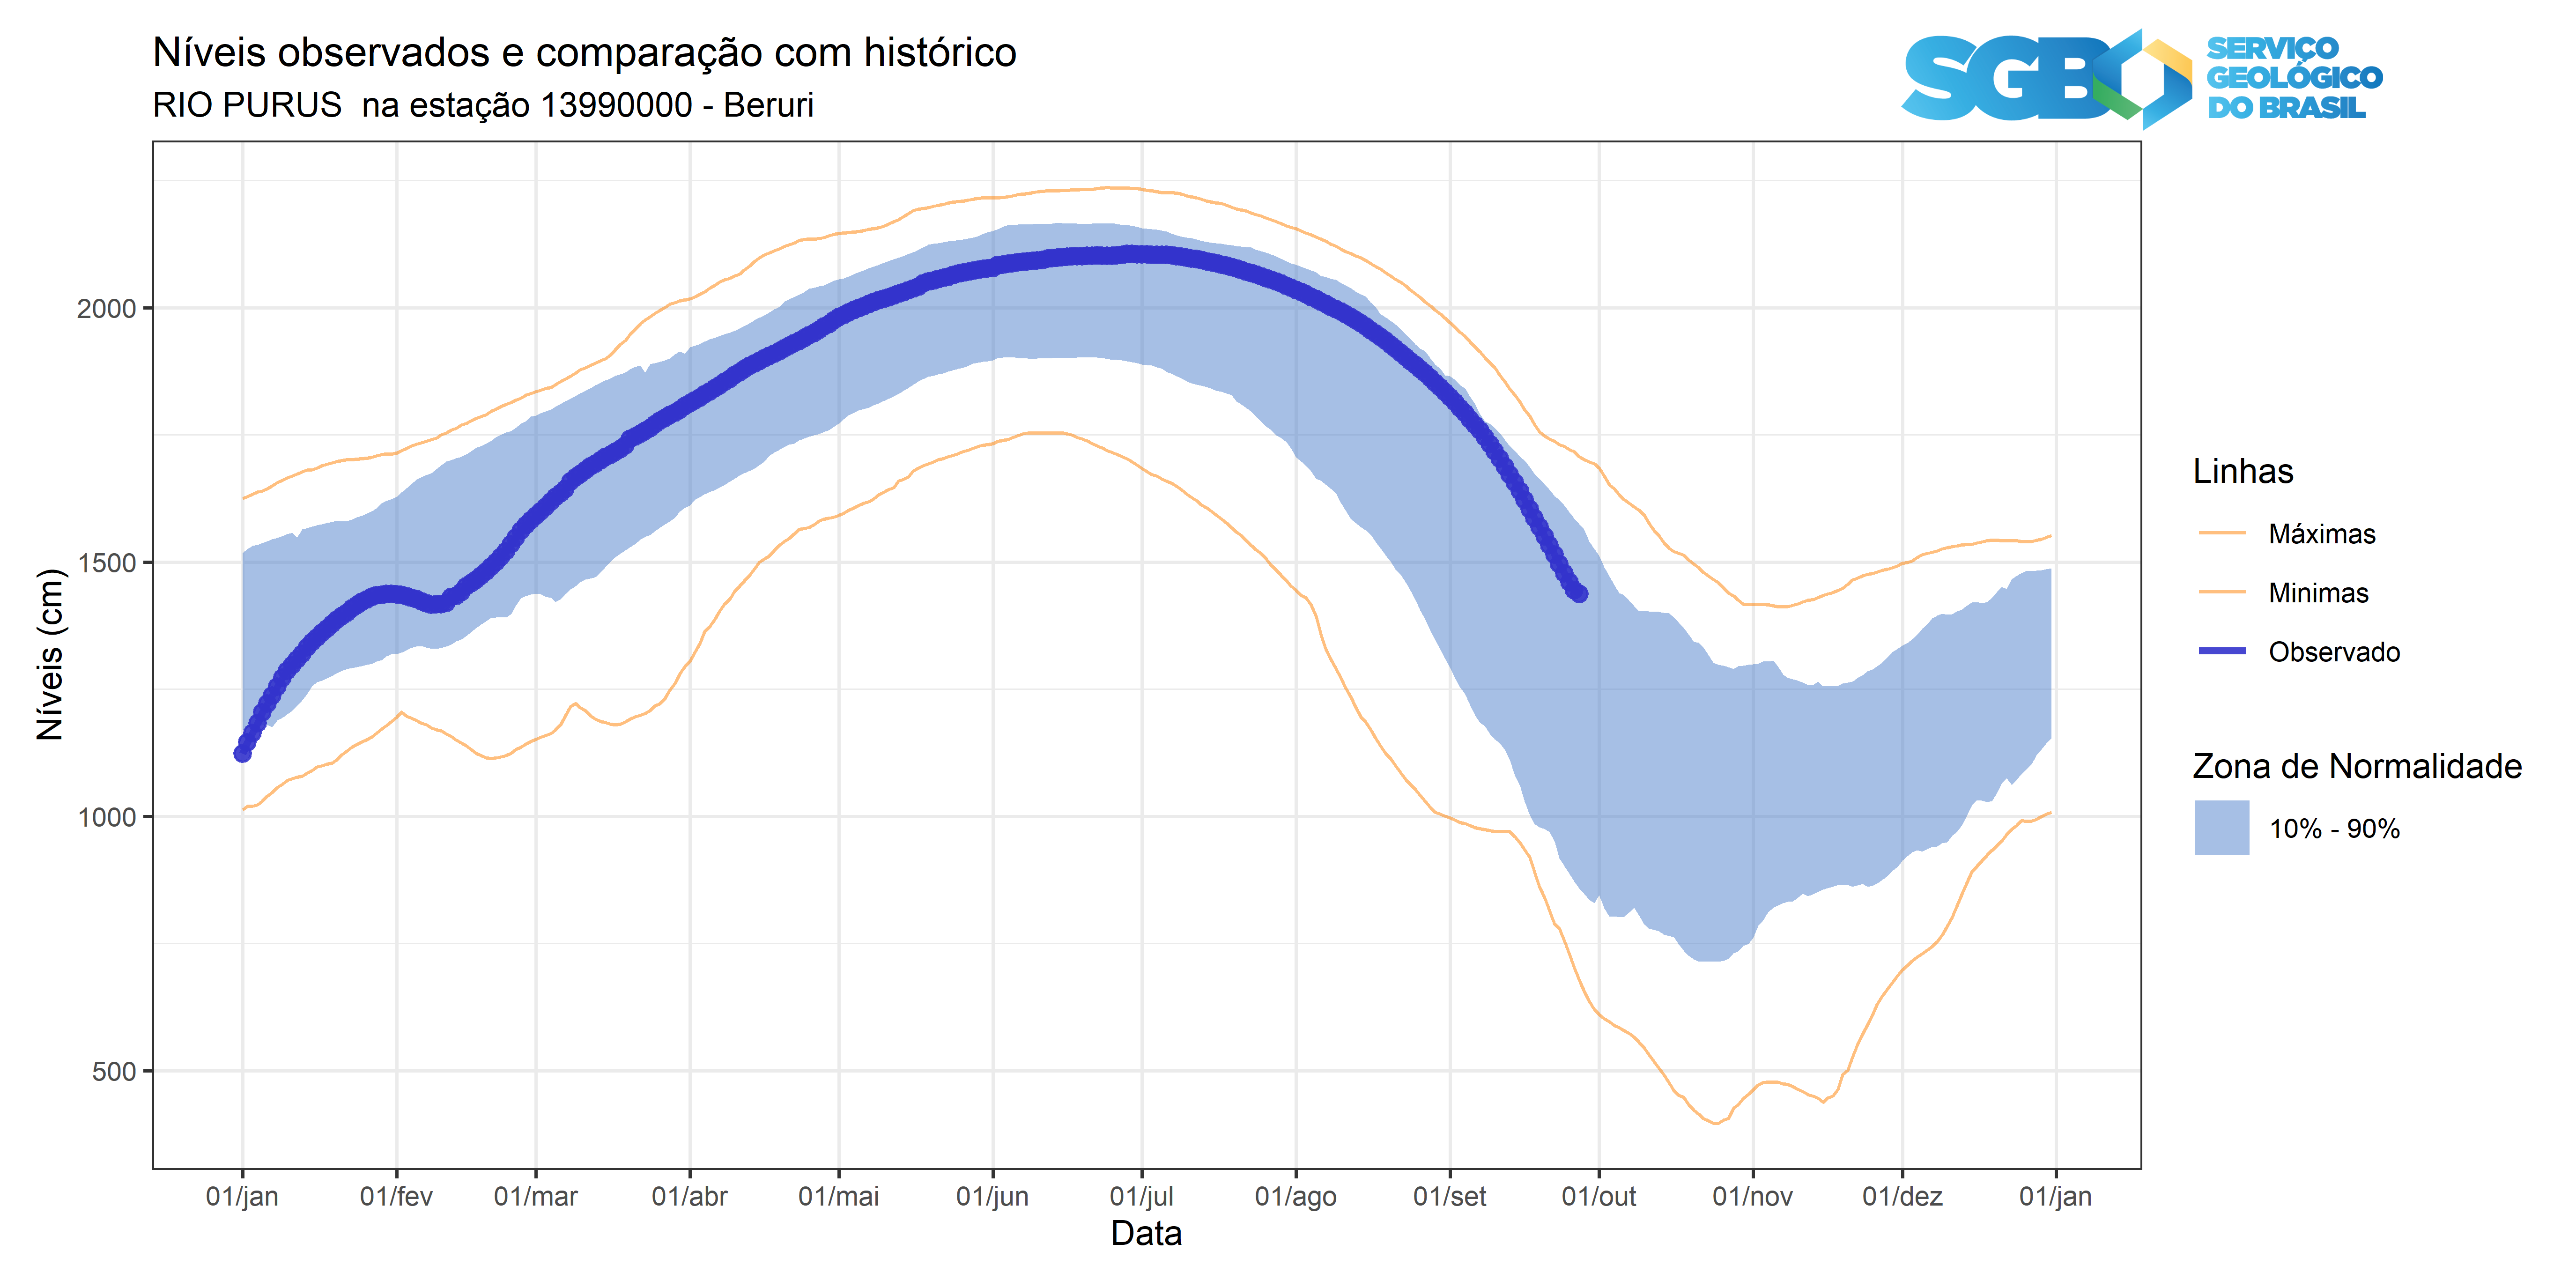 Níveis observados e comparação com histórico
RIO PURUS  na estação 13990000 - Beruri
SGB
SERVIÇO
GEOLÓGICO
DO BRASIL
Níveis (cm)
2000
1500
1000
500
01/jan
01/fev
01/mar
01/abr
01/mai
01/jun
01/jul
01/ago
01/set
01/out
01/nov
01/dez
01/jan
Data
Linhas
Máximas
Minimas
Observado
Zona de Normalidade
10% - 90%